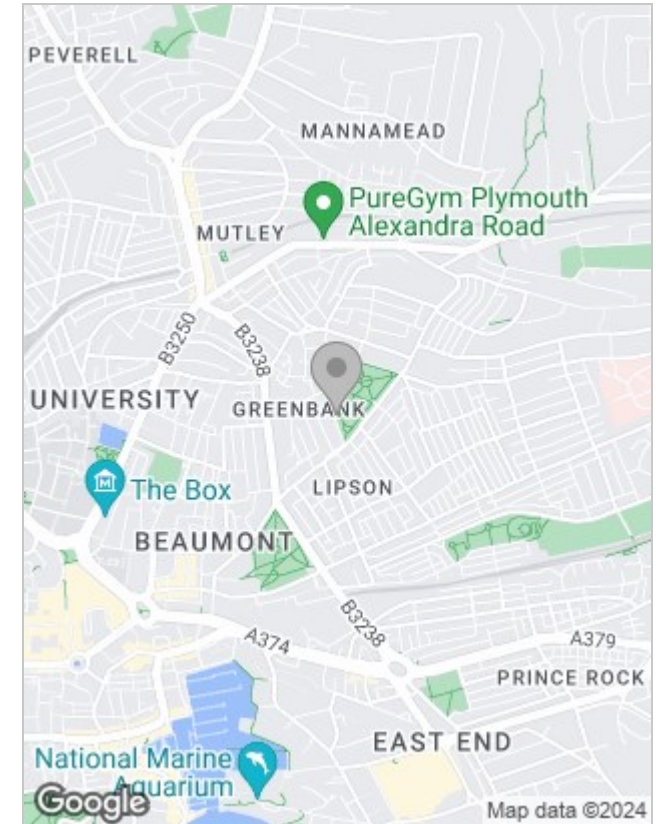 PEVERELL
MANNAMEAD
PureGym Plymouth
Alexandra Road
MUTLEY
B3250
B3238
UNIVERSITY
GREENBANK
The Box
LIPSON
BEAUMONT
B3238
A374
A379
PRINCE ROCK
EAST END
National Marine
Aquarium
Google
Map data ©2024